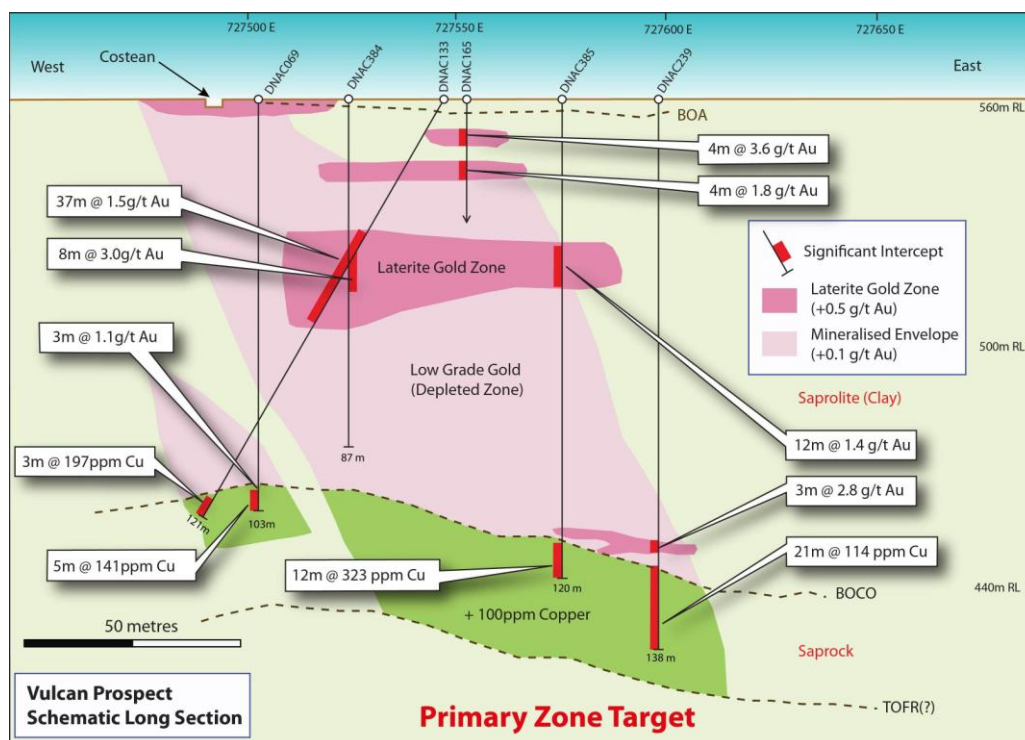 727500 E
727550 E
727600 E
727650 E
West
Costean
DNAC069
DNAC384
DNAC133
DNAC165
DNAC385
DNAC239
East
BOA
560m RL
4m @ 3.6 g/t Au
4m @ 1.8 g/t Au
37m @ 1.5g/t Au
8m @ 3.0g/t Au
Laterite Gold Zone
Significant Intercept
Laterite Gold Zone
(+0.5 g/t Au)
Mineralised Envelope
(+0.1 g/t Au)
3m @ 1.1g/t Au
500m RL
Low Grade Gold
(Depleted Zone)
Saprolite (Clay)
12m @ 1.4 g/t Au
87 m
3m @ 197ppm Cu
3m @ 2.8 g/t Au
121m
103m
21m @ 114 ppm Cu
5m @ 141ppm Cu
12m @ 323 ppm Cu
120 m
440m RL
BOCO
+ 100ppm Copper
50 metres
138 m
Saprock
Vulcan Prospect
Schematic Long Section
Primary Zone Target
TOFR(?)